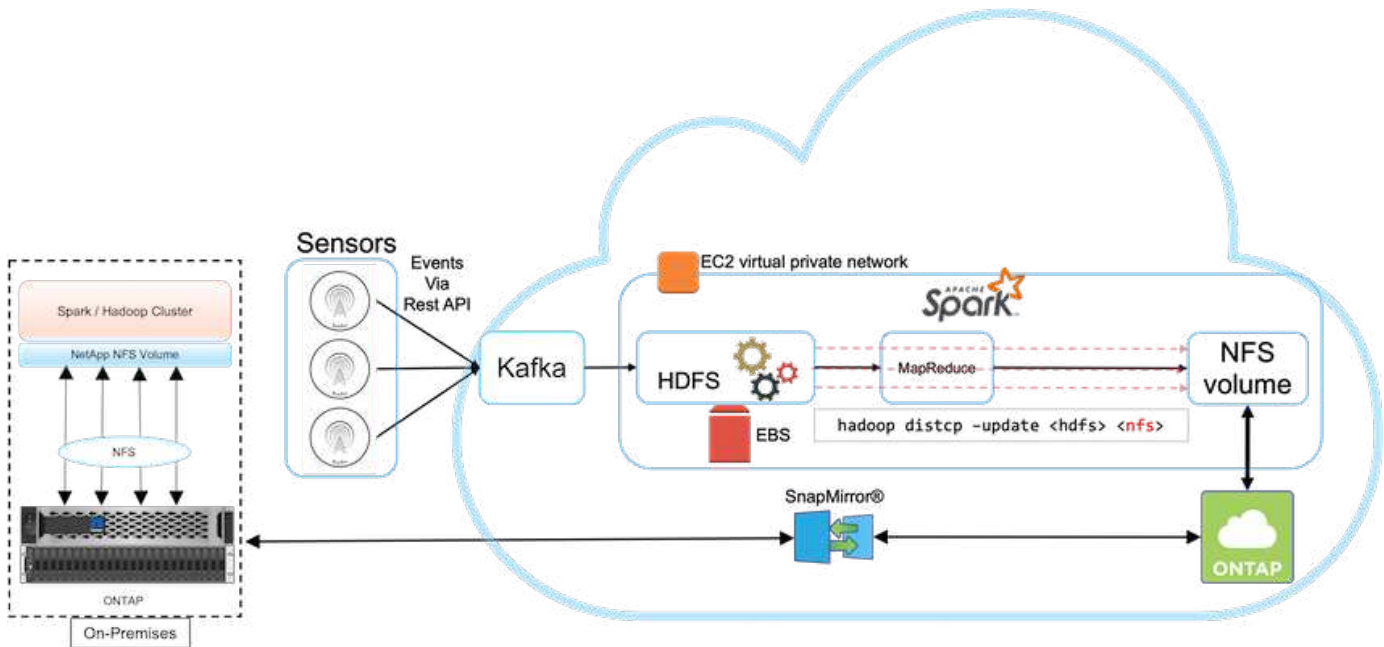 Spark / Hadoop Cluster
NetApp NFS Volume
NFS
ONTAP
On-Premises
Sensors
Events
Via
Rest API
Kafka
EC2 virtual private network
APACHE
Spark
HDFS
MapReduce
NFS
volume
EBS
hadoop distcp -update <hdfs> <nfs>
SnapMirror®
ONTAP